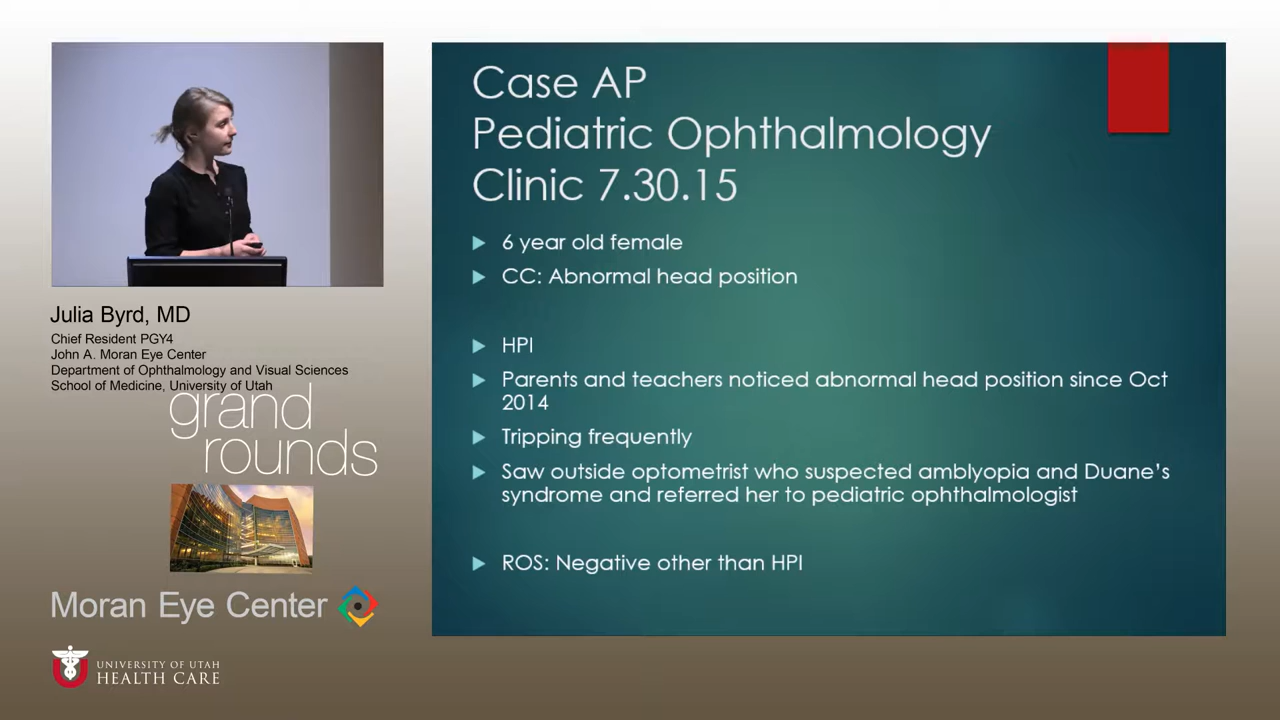 Case AP
Pediatric Ophthalmology
Clinic 7.30.15
6 year old female
CC: Abnormal head position
HPI
Parents and teachers noticed abnormal head position since Oct
2014
Tripping frequently
Saw outside optometrist who suspected amblyopia and Duane's
syndrome and referred her to pediatric ophthalmologist
ROS: Negative other than HPI
Julia Byrd, MD
Chief Resident PGY4
John A. Moran Eye Center
Department of Ophthalmology and Visual Sciences
School of Medicine, University of Utah
grand
rounds
Moran Eye Center
UNIVERSITY OF UTAH
HEALTH CARE